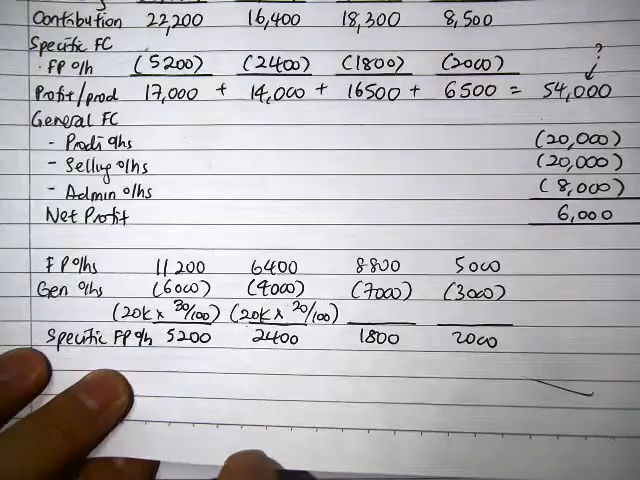 Contribution 22,200 16,400 18,300 8,500
Specific FC
- FP o/h (5200) (2400) (1800) (2000) ?
Profit/prod 17,000 + 14,000 + 16500 + 6500 = 54,000
General FC
- Prodⁿ o/hs (20,000)
- Selling o/hs (20,000)
- Admin o/hs (8,000)
Net Profit 6,000
FP o/hs 11200 6400 8800 5000
Gen o/hs (6000) (4000) (7000) (3000)
(20K x 30/100) (20K x 20/100)
Specific FP o/h 5200 2400 1800 2000